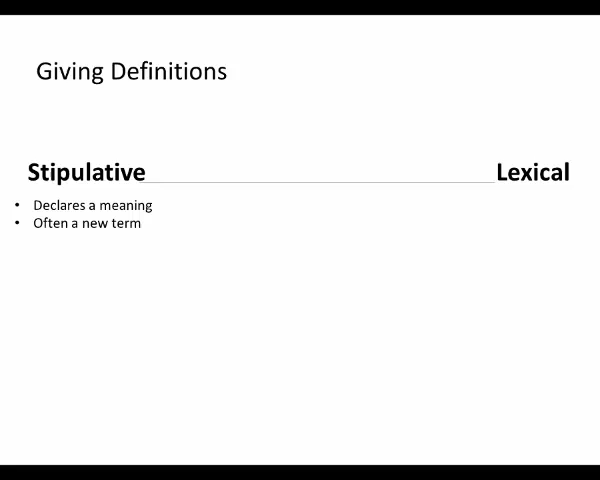 Giving Definitions
Stipulative Lexical
• Declares a meaning
• Often a new term